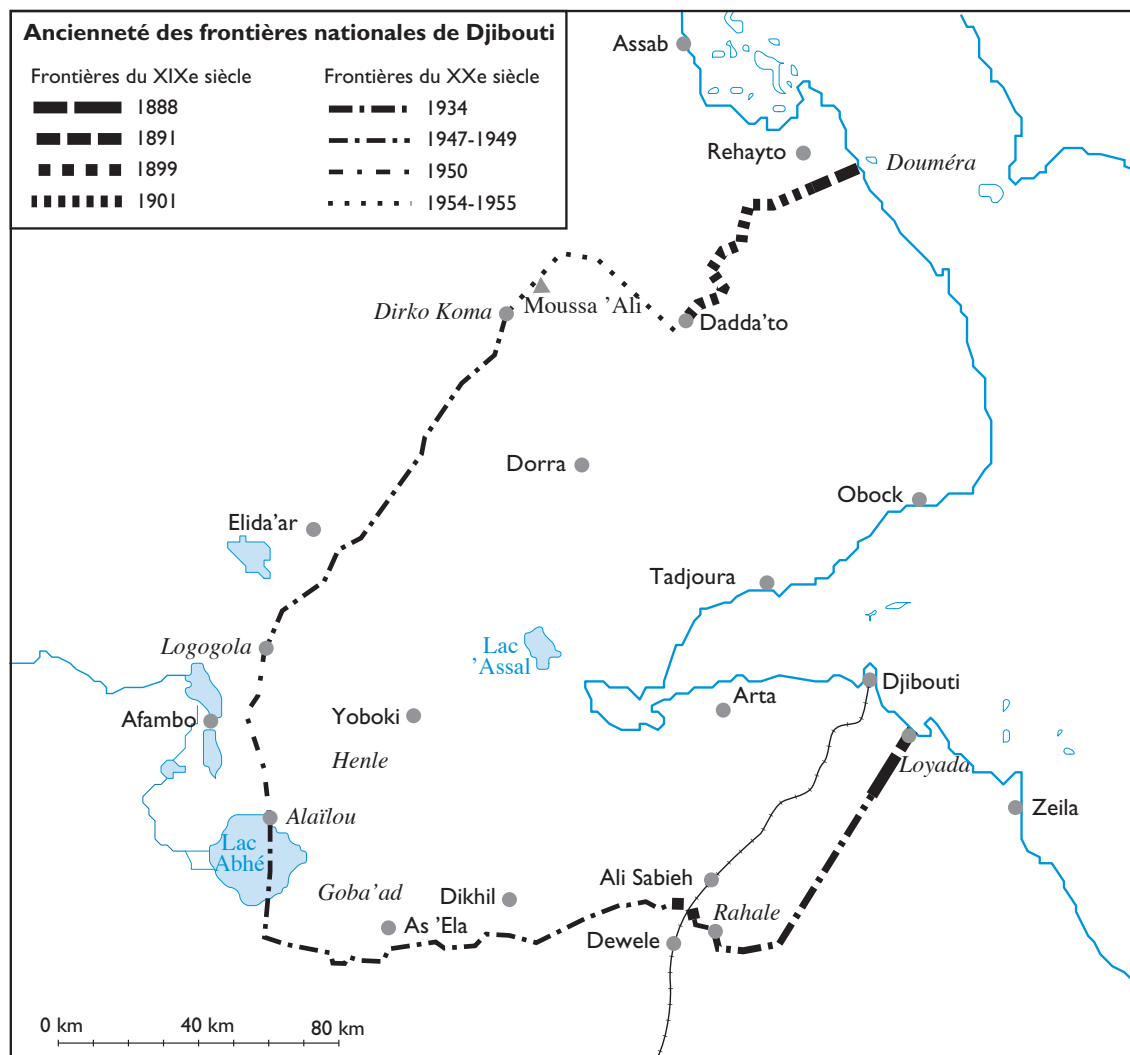 Ancienneté des frontières nationales de Djibouti
Frontières du XIXe siècle
1888
1891
1899
1901
Frontières du XXe siècle
1934
1947-1949
1950
1954-1955
Assab
Rehayto
Douméra
Dirko Koma
Moussa ’Ali
Dadda’to
Dorra
Obock
Elida’ar
Tadjoura
Logogola
Lac
’Assal
Djibouti
Arta
Afambo
Yoboki
Loyada
Henle
Zeila
Alaïlou
Lac
Abhé
Ali Sabieh
Goba’ad
Dikhil
Rahale
As ’Ela
Dewele
0 km
40 km
80 km